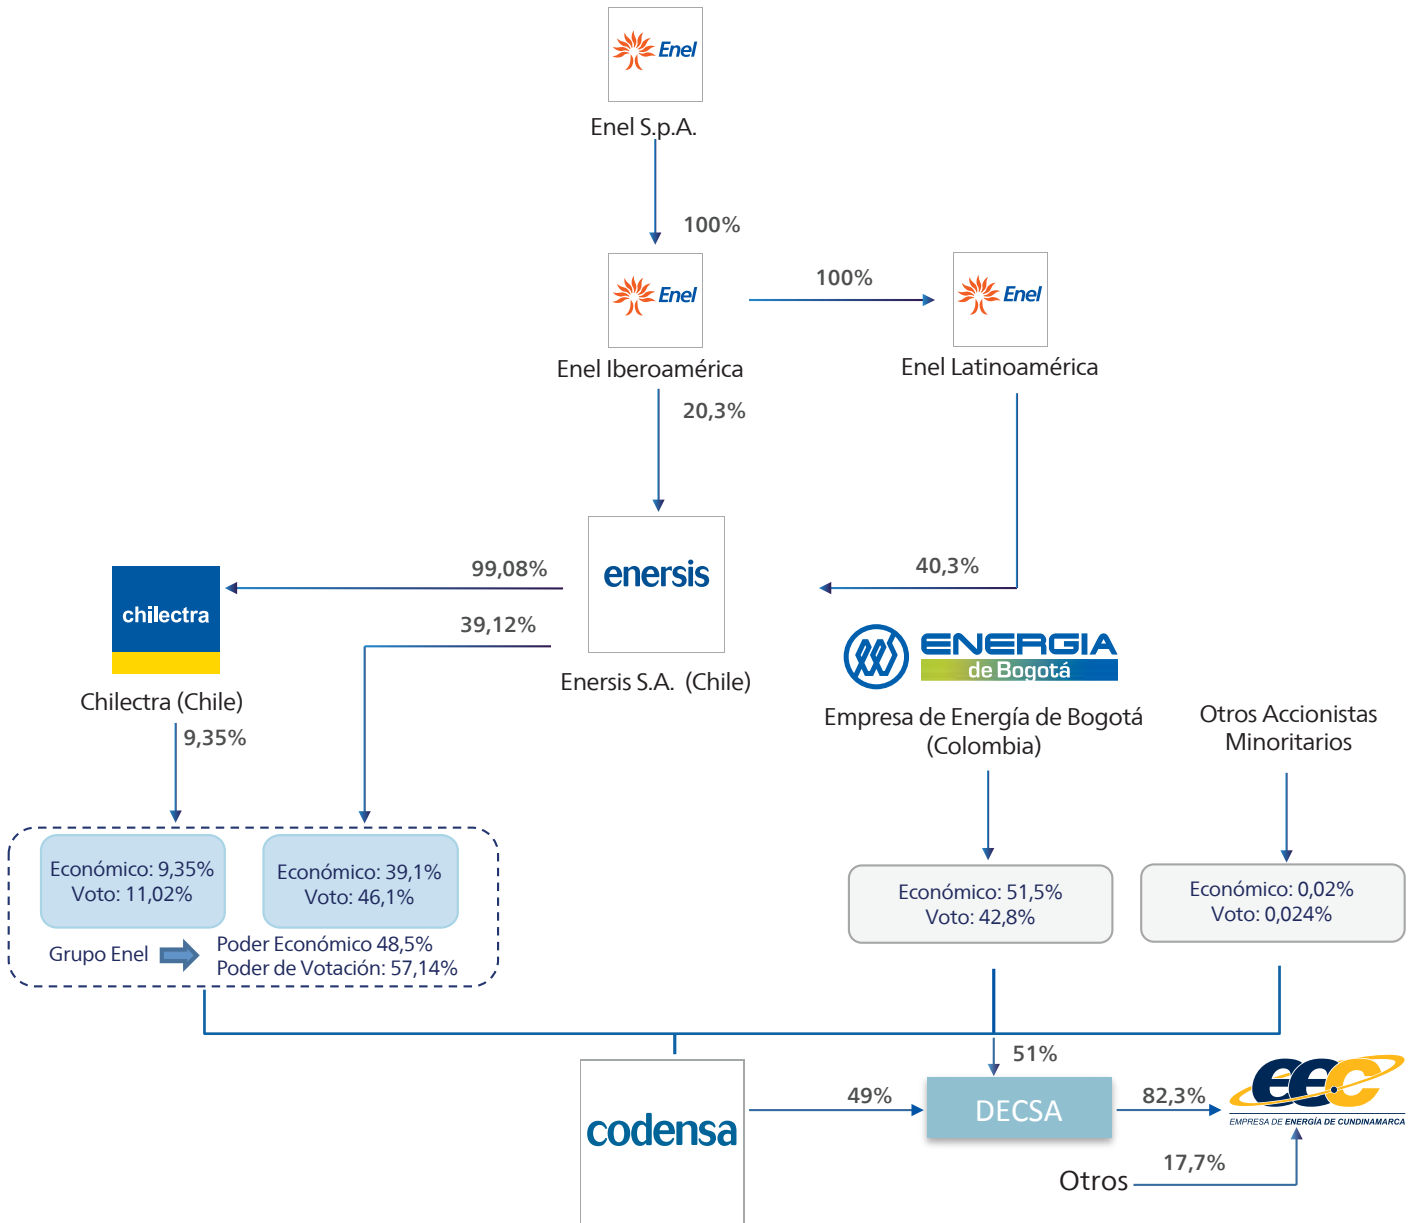 Enel
Enel S.p.A.
100%
Enel
100%
Enel
Enel Iberoamérica
Enel Latinoamérica
20,3%
enersis
99,08%
40,3%
chilectra
39,12%
ENERGIA
de Bogotá
Enersis S.A. (Chile)
Chilectra (Chile)
Empresa de Energía de Bogotá
(Colombia)
Otros Accionistas
Minoritarios
9,35%
Económico: 9,35%
Voto: 11,02%
Económico: 39,1%
Voto: 46,1%
Económico: 51,5%
Voto: 42,8%
Económico: 0,02%
Voto: 0,024%
Grupo Enel
Poder Económico 48,5%
Poder de Votación: 57,14%
51%
codensa
49%
DECSA
82,3%
eec
EMPRESA DE ENERGÍA DE CUNDINAMARCA
Otros
17,7%